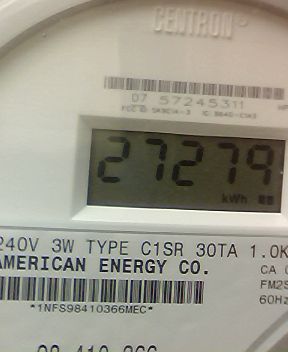 CENTRON
07 57245311
27279
kWh
240V 3W TYPE C1SR 30TA 1.0K
AMERICAN ENERGY CO.
CA
FM2S
60Hz
*1NFS98410366MEC*